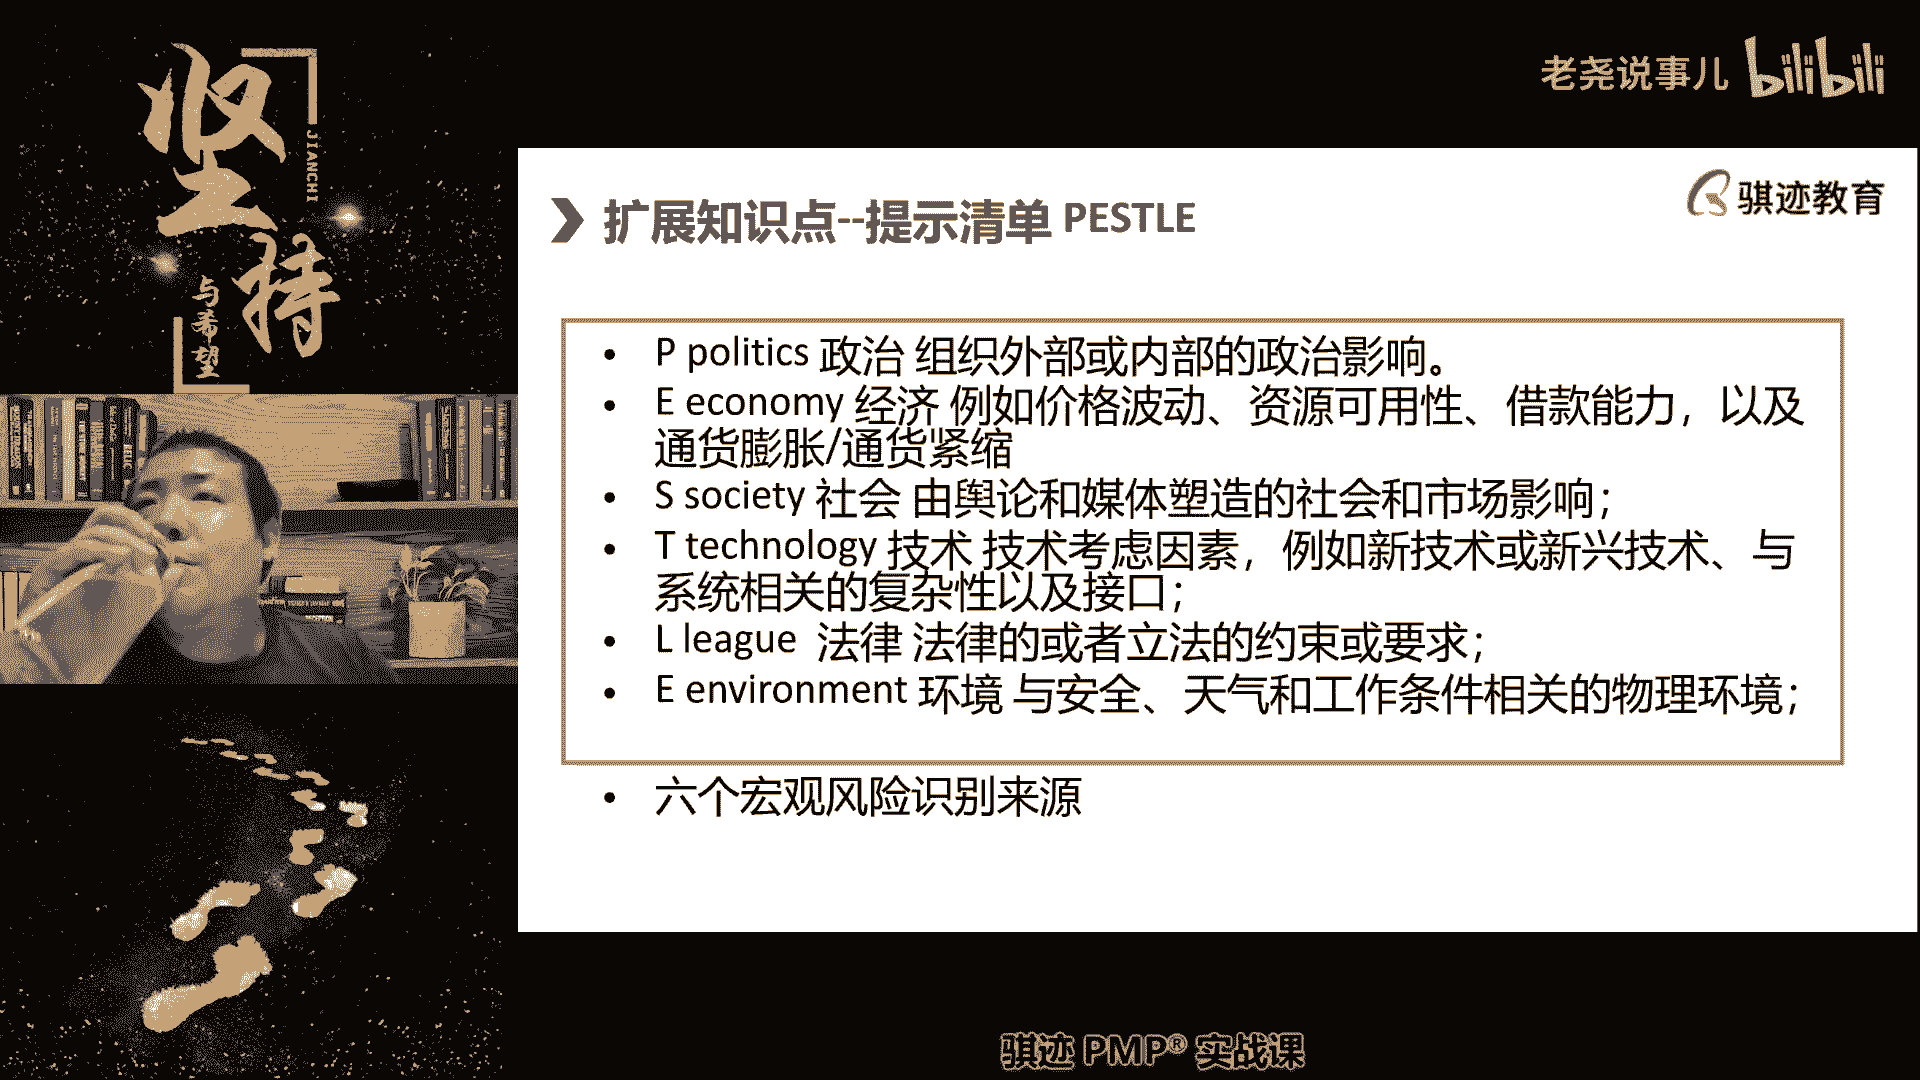 坚持
JIANCHI
与希望
老尧说事儿 bilibili
骐迹教育
扩展知识点--提示清单 PESTLE
• P politics 政治 组织外部或内部的政治影响。
• E economy 经济 例如价格波动、资源可用性、借款能力，以及
通货膨胀/通货紧缩
• S society 社会 由舆论和媒体塑造的社会和市场影响；
• T technology 技术 技术考虑因素，例如新技术或新兴技术、与
系统相关的复杂性以及接口；
• L league 法律 法律的或者立法的约束或要求；
• E environment 环境 与安全、天气和工作条件相关的物理环境；
• 六个宏观风险识别来源
骐迹 PMP® 实战课